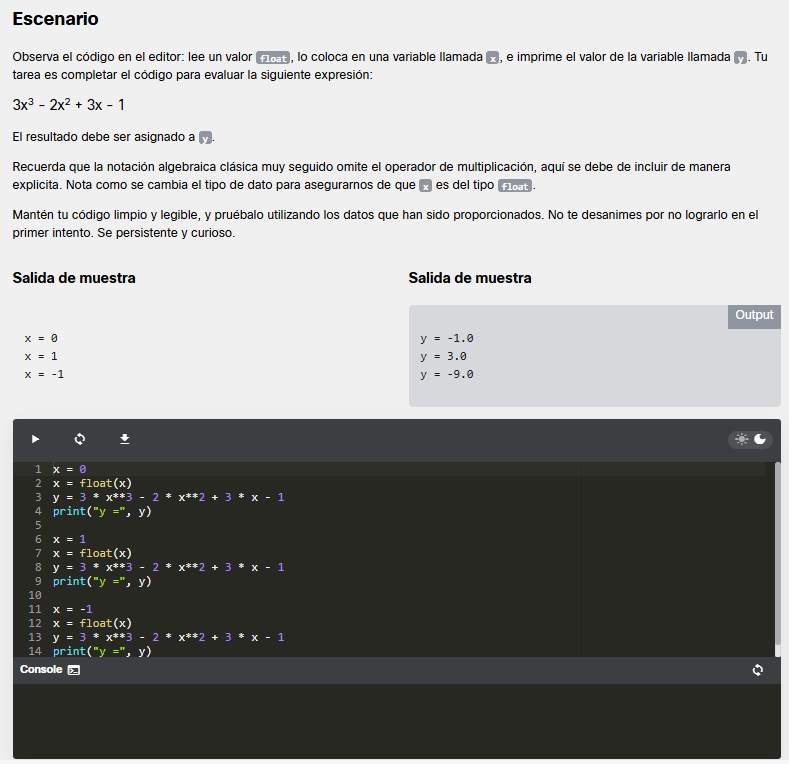 Escenario
Observa el código en el editor: lee un valor float, lo coloca en una variable llamada x, e imprime el valor de la variable llamada y. Tu
tarea es completar el código para evaluar la siguiente expresión:
3x³ - 2x² + 3x - 1
El resultado debe ser asignado a y.
Recuerda que la notación algebraica clásica muy seguido omite el operador de multiplicación, aquí se debe de incluir de manera
explicita. Nota como se cambia el tipo de dato para asegurarnos de que x es del tipo float.
Mantén tu código limpio y legible, y pruébalo utilizando los datos que han sido proporcionados. No te desanimes por no lograrlo en el
primer intento. Se persistente y curioso.
Salida de muestra
x = 0
x = 1
x = -1
Salida de muestra
Output
y = -1.0
y = 3.0
y = -9.0
1 x = 0
2 x = float(x)
3 y = 3 * x**3 - 2 * x**2 + 3 * x - 1
4 print("y =", y)
5
6 x = 1
7 x = float(x)
8 y = 3 * x**3 - 2 * x**2 + 3 * x - 1
9 print("y =", y)
10
11 x = -1
12 x = float(x)
13 y = 3 * x**3 - 2 * x**2 + 3 * x - 1
14 print("y =", y)
Console